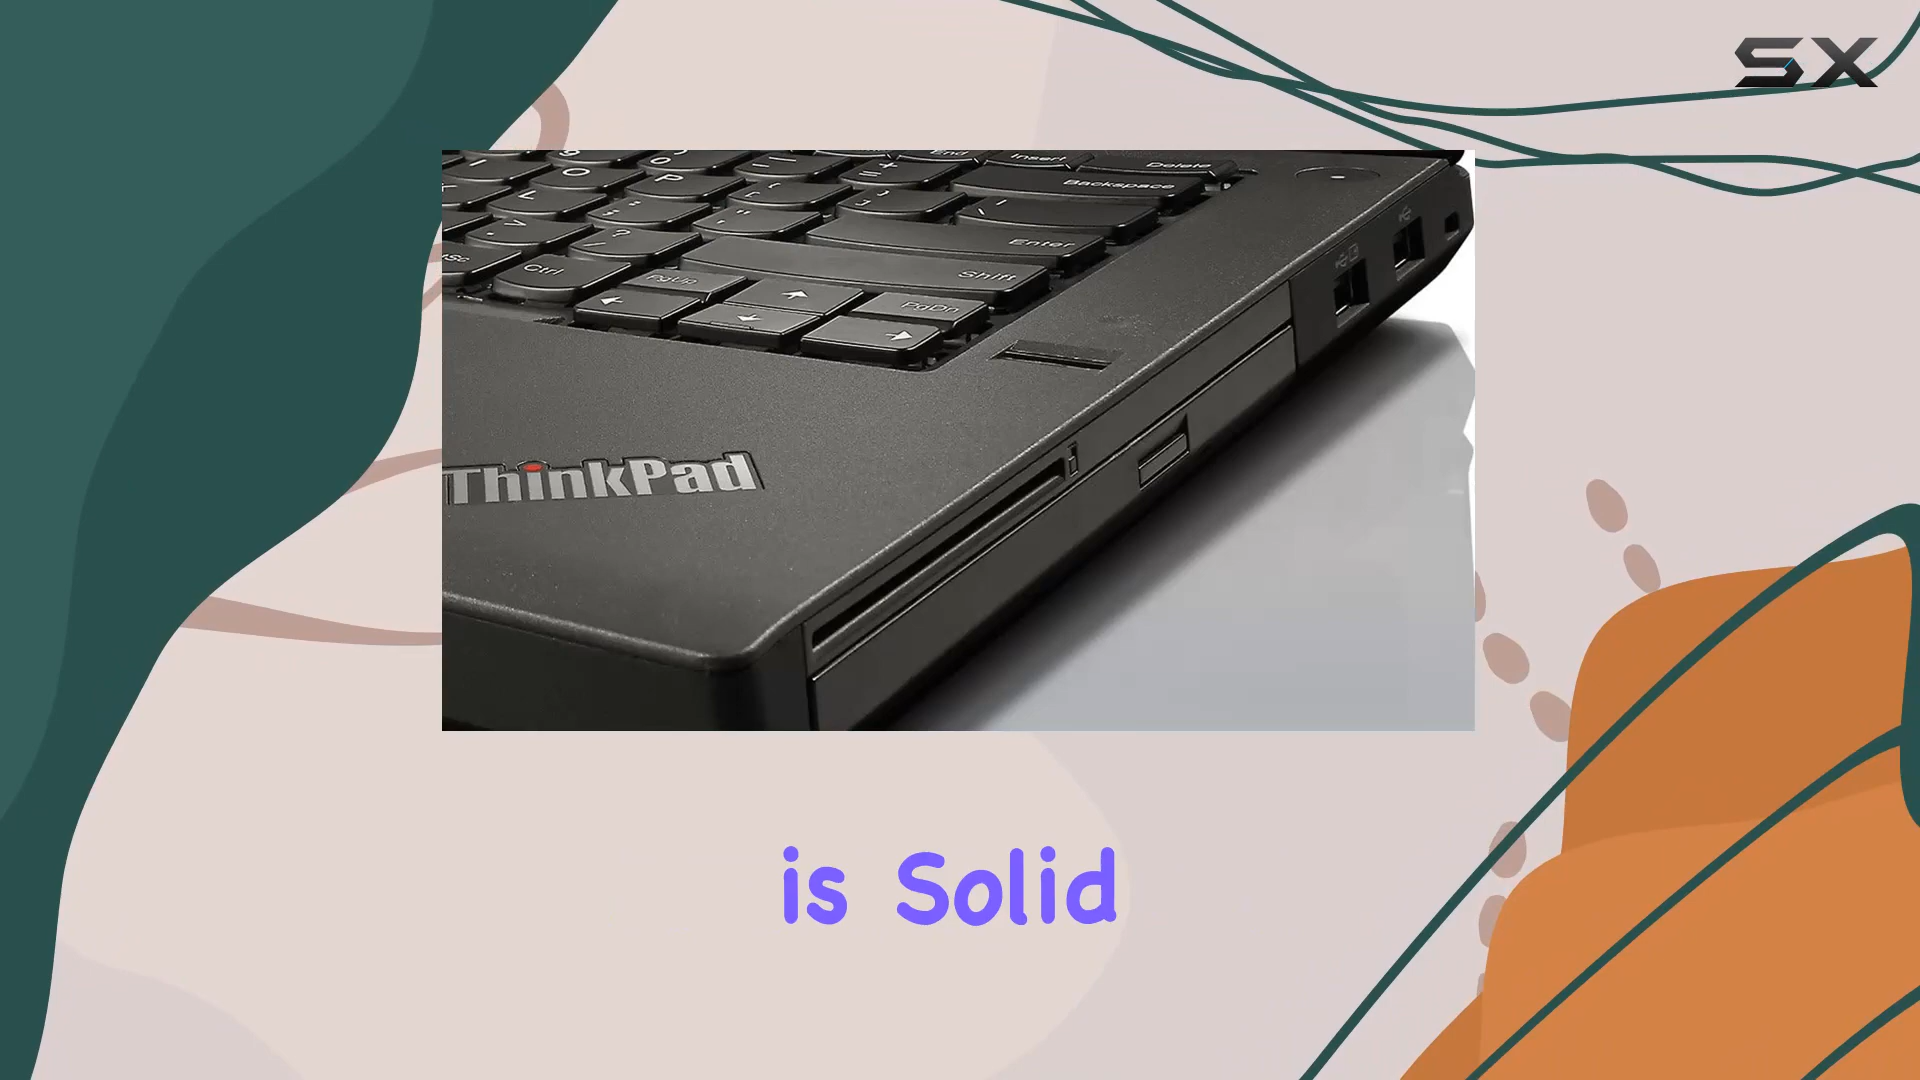 SX
End
Insert
Delete
Backspace
O
P
L
Enter
Shift
Ctrl
PgUp
PgDn
ThinkPad
is Solid